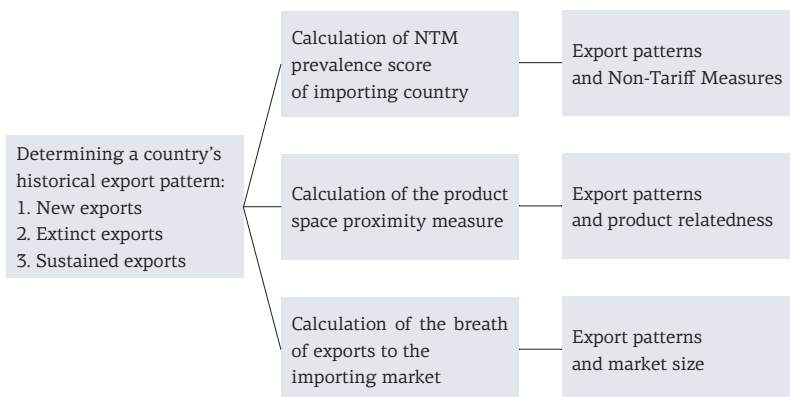 Determining a country's
historical export pattern:
1. New exports
2. Extinct exports
3. Sustained exports
Calculation of NTM
prevalence score
of importing country
Export patterns
and Non-Tariff Measures
Calculation of the product
space proximity measure
Export patterns
and product relatedness
Calculation of the breath
of exports to the
importing market
Export patterns
and market size